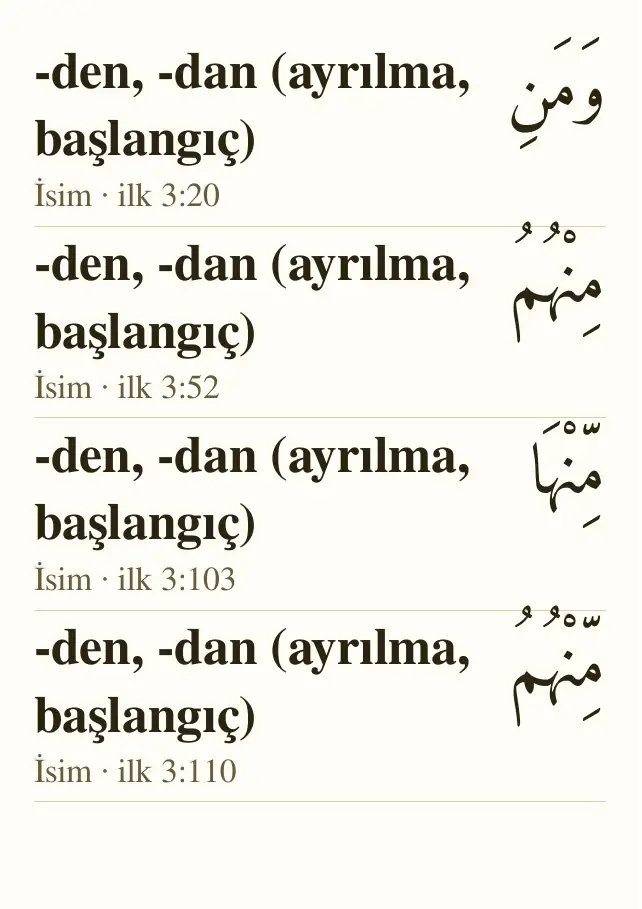 -den, -dan (ayrılma, وَمَنِ
başlangıç)
İsim · ilk 3:20
-den, -dan (ayrılma, مِنْهُمُ
başlangıç)
İsim · ilk 3:52
-den, -dan (ayrılma, مِّنْهَا
başlangıç)
İsim · ilk 3:103
-den, -dan (ayrılma, مِّنْهُمُ
başlangıç)
İsim · ilk 3:110